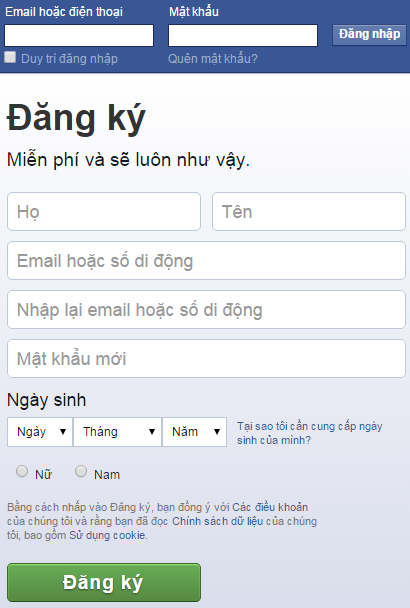 Email hoặc điện thoại Mật khẩu
Đăng nhập
Duy trì đăng nhập Quên mật khẩu?
Đăng ký
Miễn phí và sẽ luôn như vậy.
Họ Tên
Email hoặc số di động
Nhập lại email hoặc số di động
Mật khẩu mới
Ngày sinh
Ngày Tháng Năm
Tại sao tôi cần cung cấp ngày
sinh của mình?
Nữ Nam
Bằng cách nhấp vào Đăng ký, bạn đồng ý với Các điều khoản
của chúng tôi và rằng bạn đã đọc Chính sách dữ liệu của chúng
tôi, bao gồm Sử dụng cookie.
Đăng ký